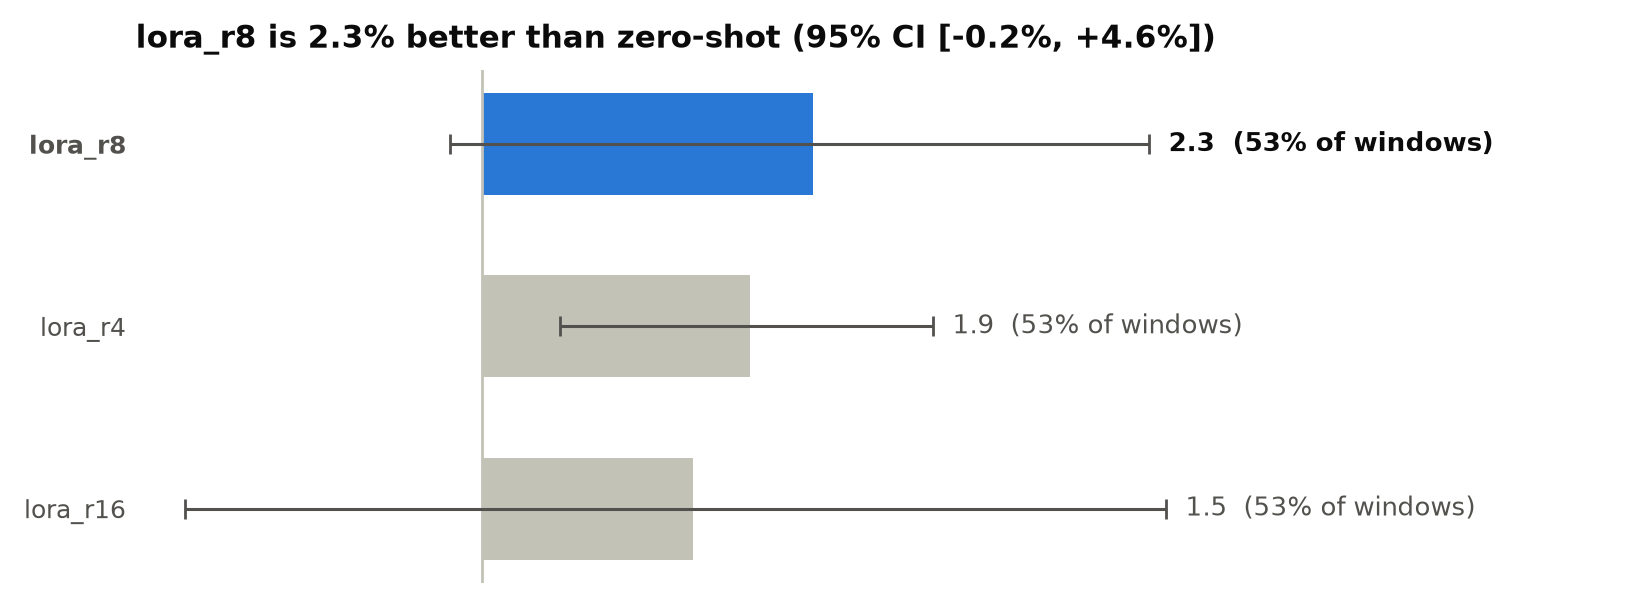 lora_r8 is 2.3% better than zero-shot (95% CI [-0.2%, +4.6%])
lora_r8 2.3 (53% of windows)
lora_r4 1.9 (53% of windows)
lora_r16 1.5 (53% of windows)